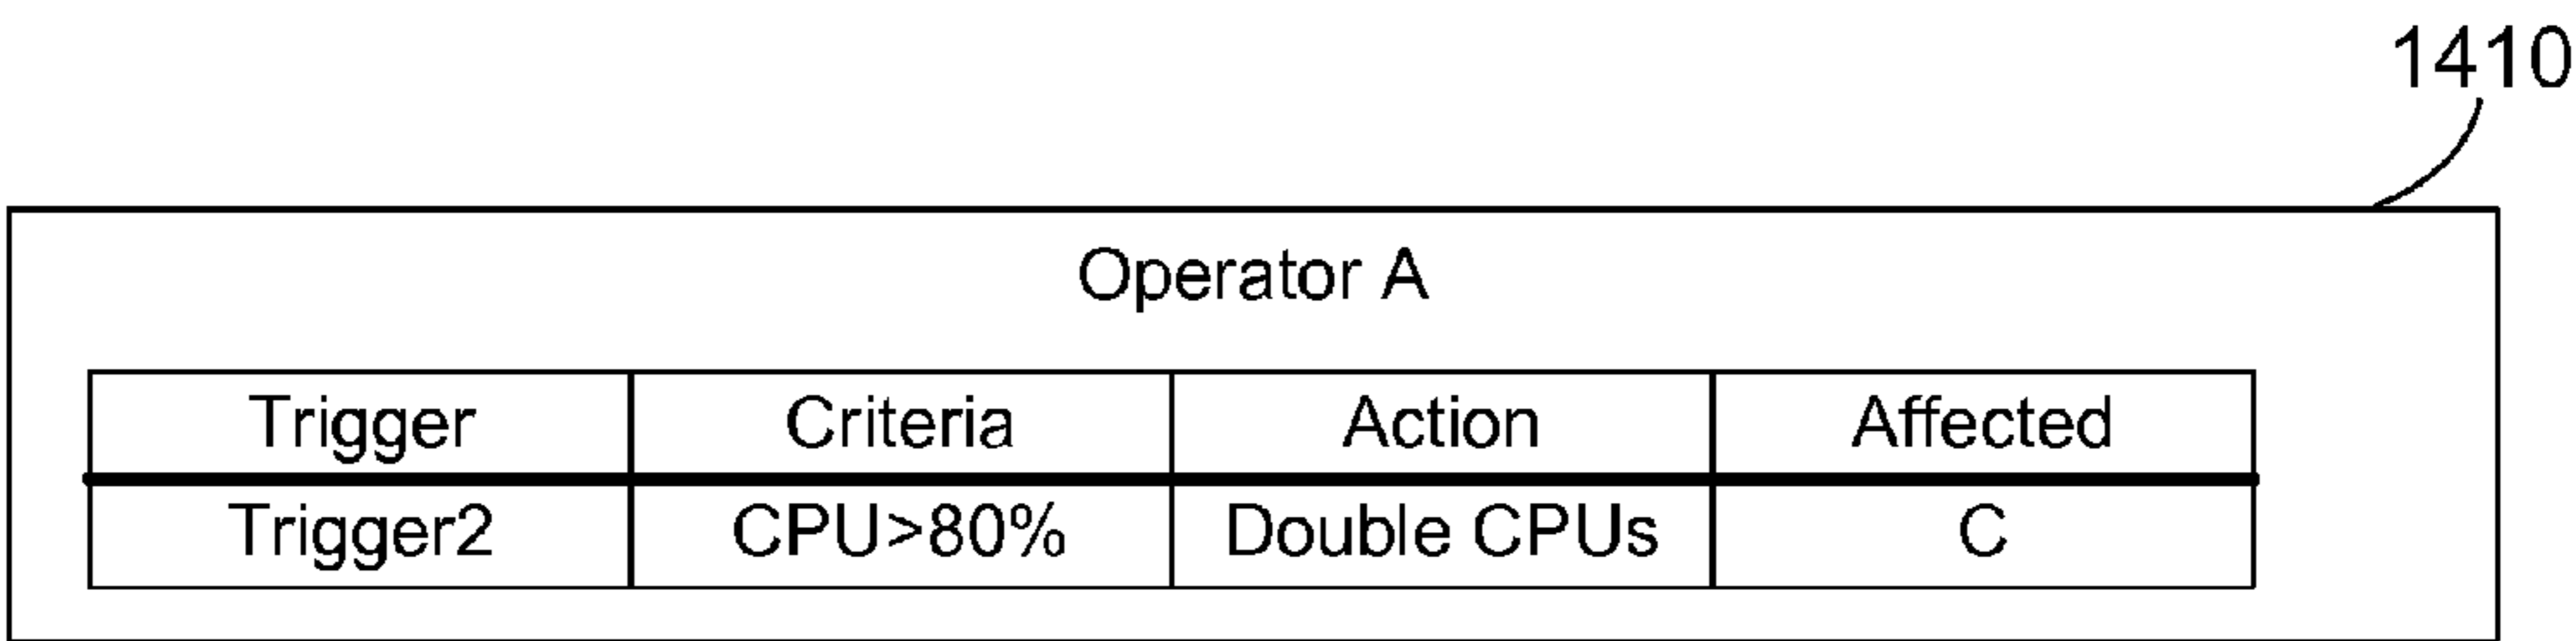 1410
Operator A
Trigger Criteria Action Affected
Trigger2 CPU>80% Double CPUs C